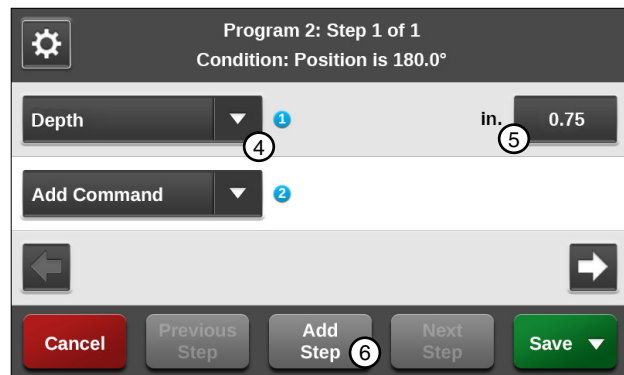 Program 2: Step 1 of 1
Condition: Position is 180.0°
Depth
4
1
in.
5
0.75
Add Command
2
Cancel
Previous
Step
Add
Step
6
Next
Step
Save